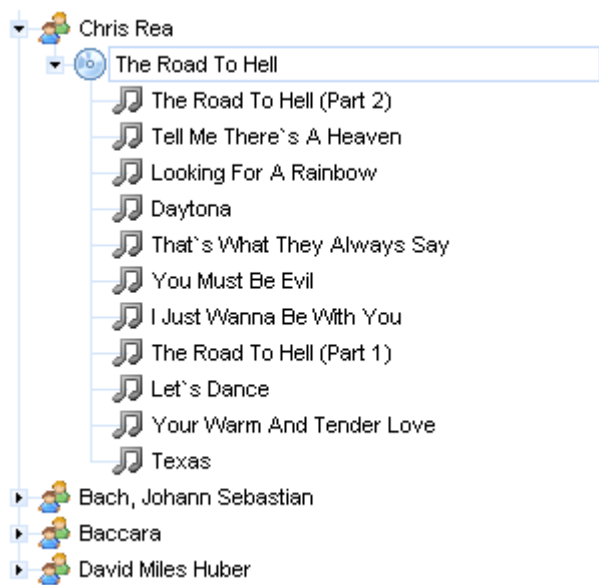 Chris Rea
The Road To Hell
The Road To Hell (Part 2)
Tell Me There`s A Heaven
Looking For A Rainbow
Daytona
That`s What They Always Say
You Must Be Evil
I Just Wanna Be With You
The Road To Hell (Part 1)
Let`s Dance
Your Warm And Tender Love
Texas
Bach, Johann Sebastian
Baccara
David Miles Huber